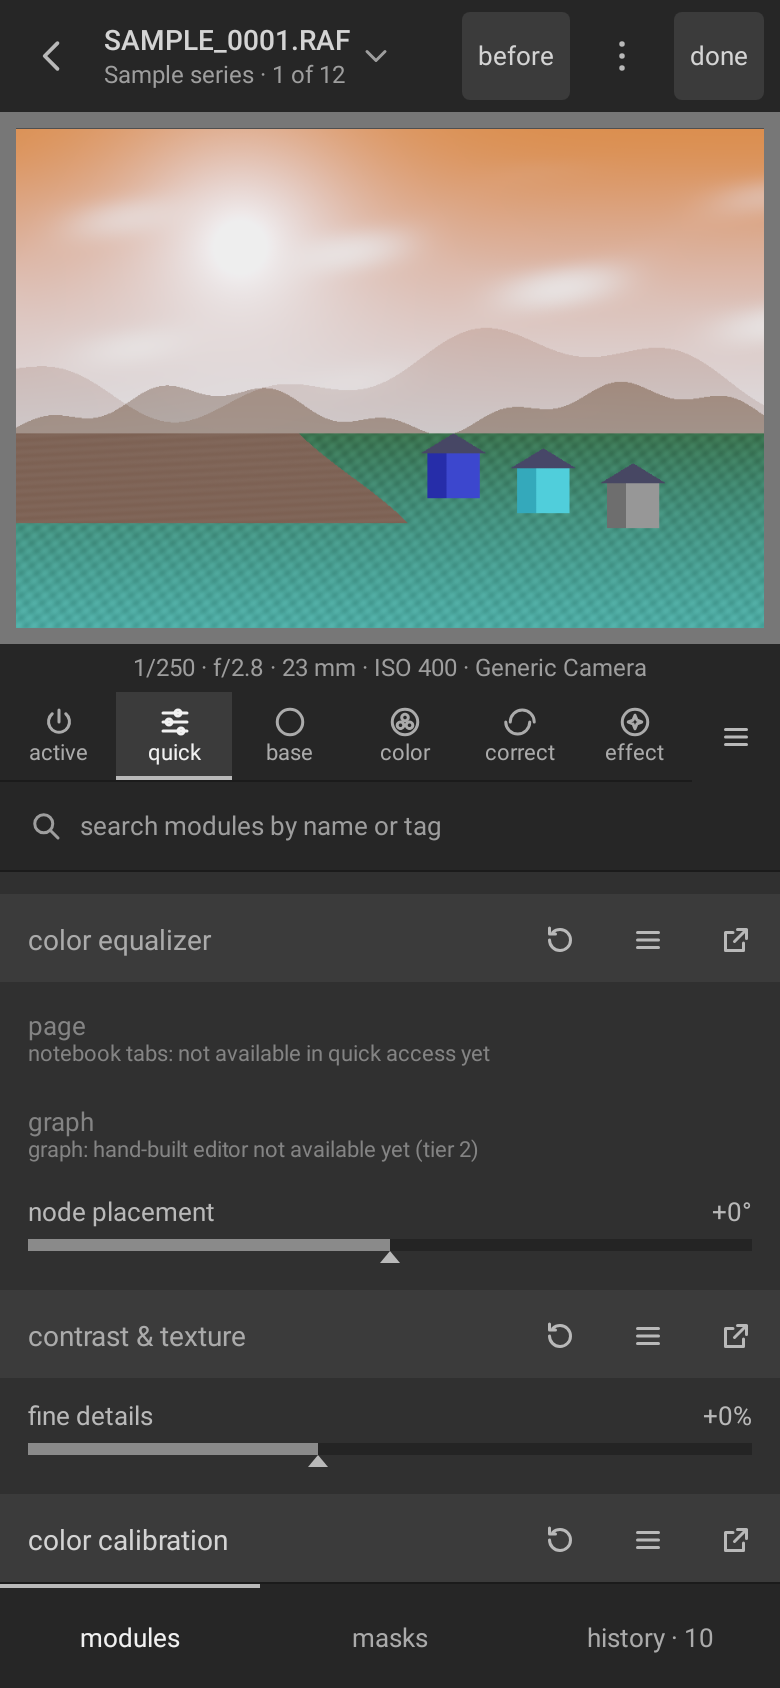 SAMPLE_0001.RAF
Sample series · 1 of 12
before
done
1/250 · f/2.8 · 23 mm · ISO 400 · Generic Camera
active
quick
base
color
correct
effect
search modules by name or tag
color equalizer
page
notebook tabs: not available in quick access yet
graph
graph: hand-built editor not available yet (tier 2)
node placement
+0°
contrast & texture
fine details
+0%
color calibration
modules
masks
history · 10